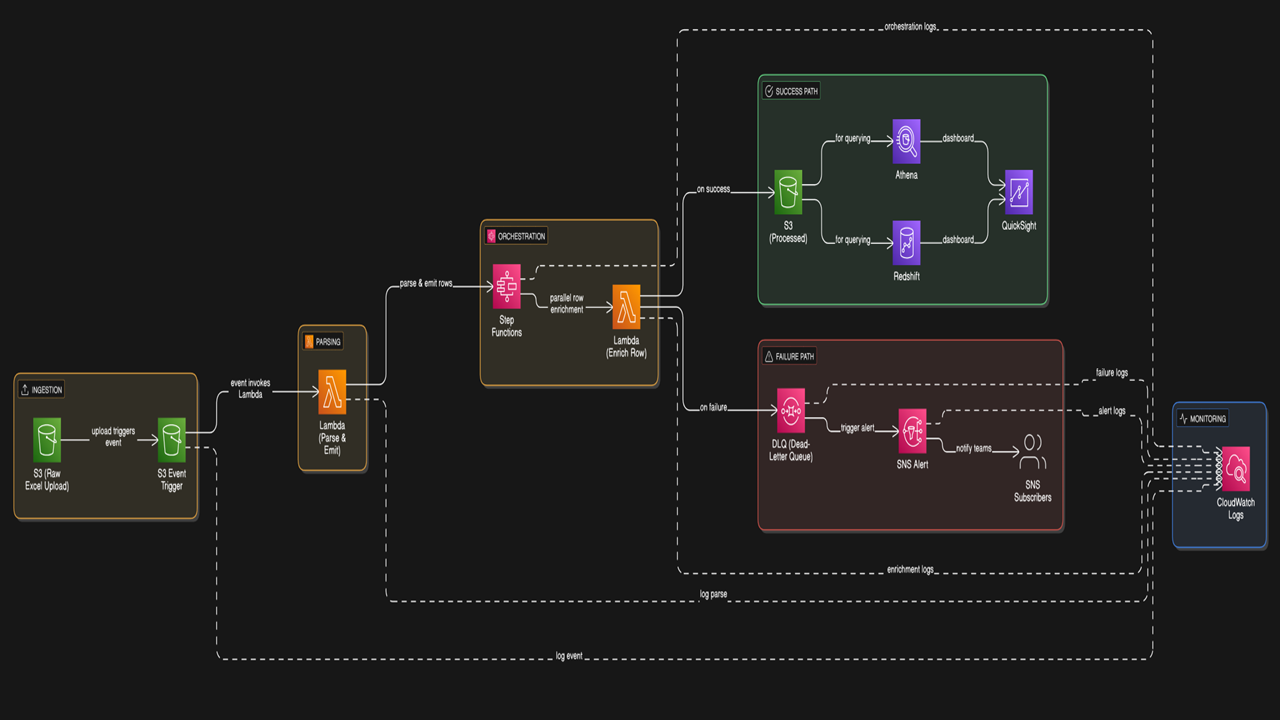 orchestration logs
SUCCESS PATH
for querying
dashboard
Athena
on success
S3
(Processed)
QuickSight
for querying
dashboard
Redshift
ORCHESTRATION
parse & emit rows
parallel row
enrichment
Step
Functions
Lambda
(Enrich Row)
PARSING
FAILURE PATH
failure logs
INGESTION
event invokes
Lambda
on failure
alert logs
MONITORING
Lambda
(Parse &
Emit)
upload triggers
event
trigger alert
DLQ (Dead-
Letter Queue)
notify teams
SNS Alert
S3 (Raw
Excel Upload)
S3 Event
Trigger
SNS
Subscribers
CloudWatch
Logs
enrichment logs
log parse
log event